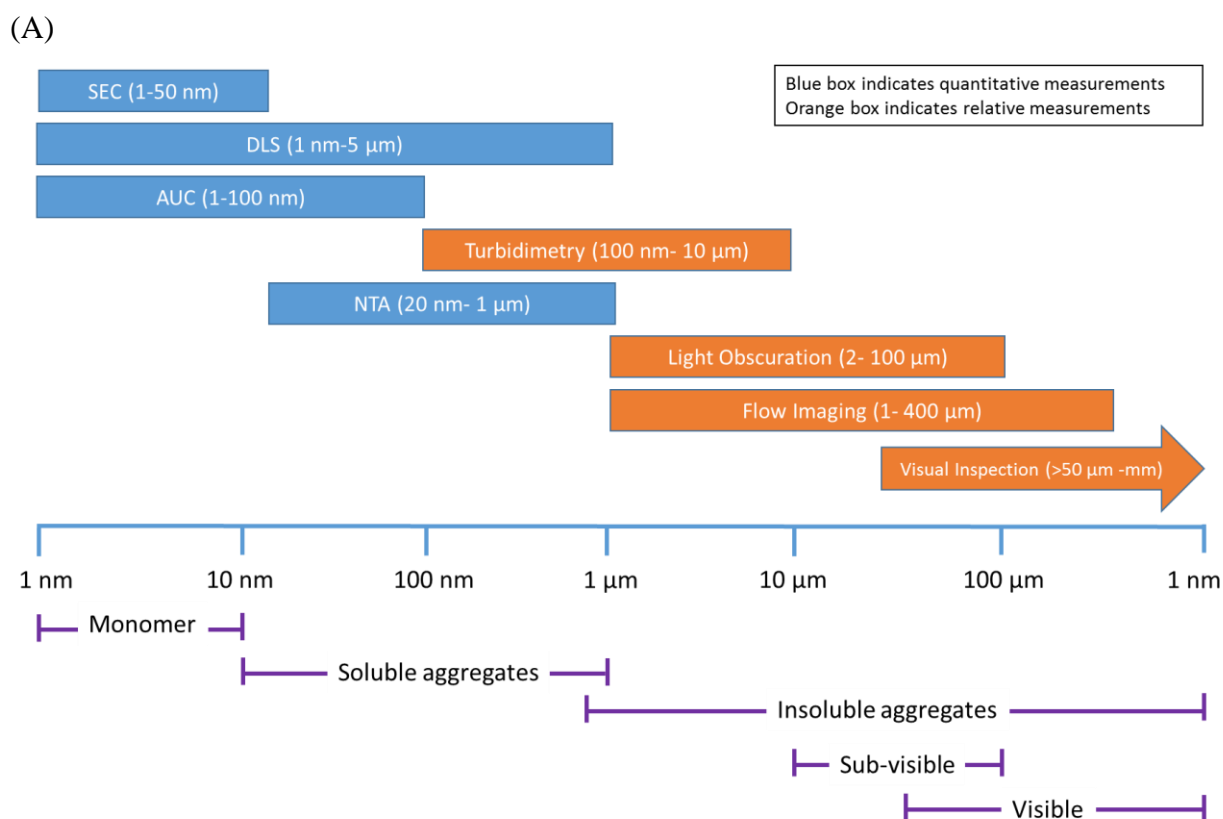 (A)
SEC (1-50 nm)
Blue box indicates quantitative measurements
Orange box indicates relative measurements
DLS (1 nm-5 μm)
AUC (1-100 nm)
Turbidimetry (100 nm- 10 μm)
NTA (20 nm- 1 μm)
Light Obscuration (2- 100 μm)
Flow Imaging (1- 400 μm)
Visual Inspection (>50 μm -mm)
1 nm 10 nm 100 nm 1 μm 10 μm 100 μm 1 nm
Monomer
Soluble aggregates
Insoluble aggregates
Sub-visible
Visible